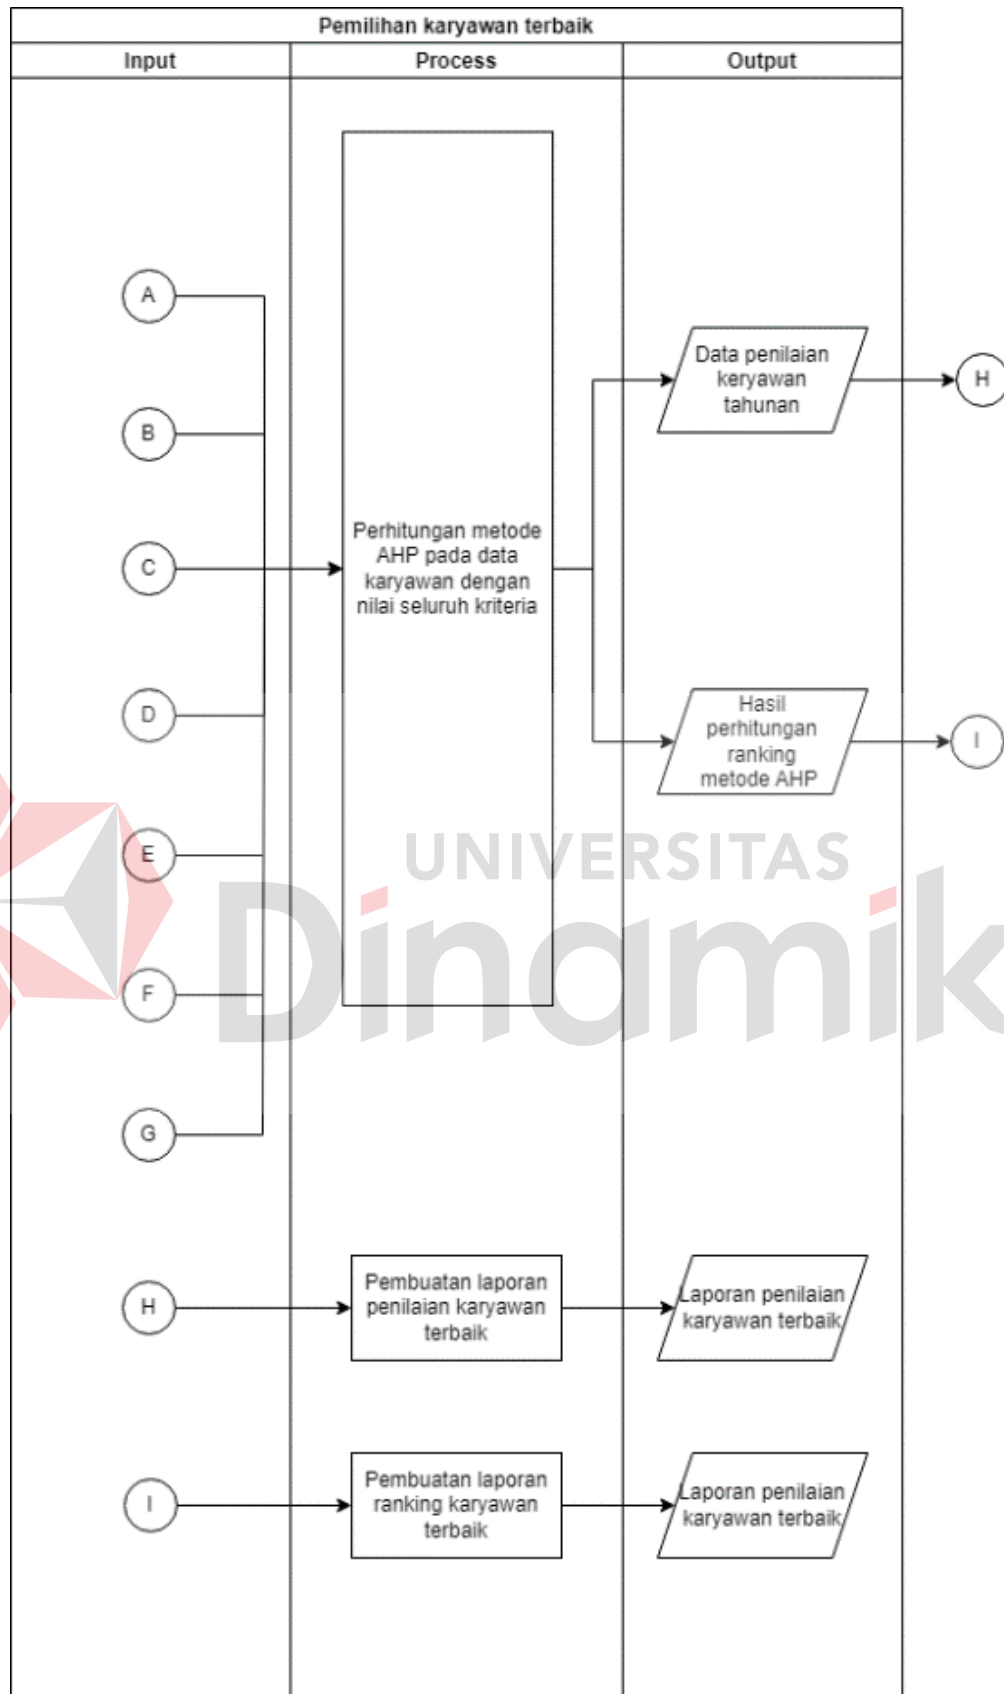 Pemilihan karyawan terbaik
Input
Process
Output
A
B
C
D
E
F
G
Perhitungan metode
AHP pada data
karyawan dengan
nilai seluruh kriteria
Data penilaian
keryawan
tahunan
H
Hasil
perhitungan
ranking
metode AHP
I
UNIVERSITAS
Dinamik
H
Pembuatan laporan
penilaian karyawan
terbaik
Laporan penilaian
karyawan terbaik
I
Pembuatan laporan
ranking karyawan
terbaik
Laporan penilaian
karyawan terbaik